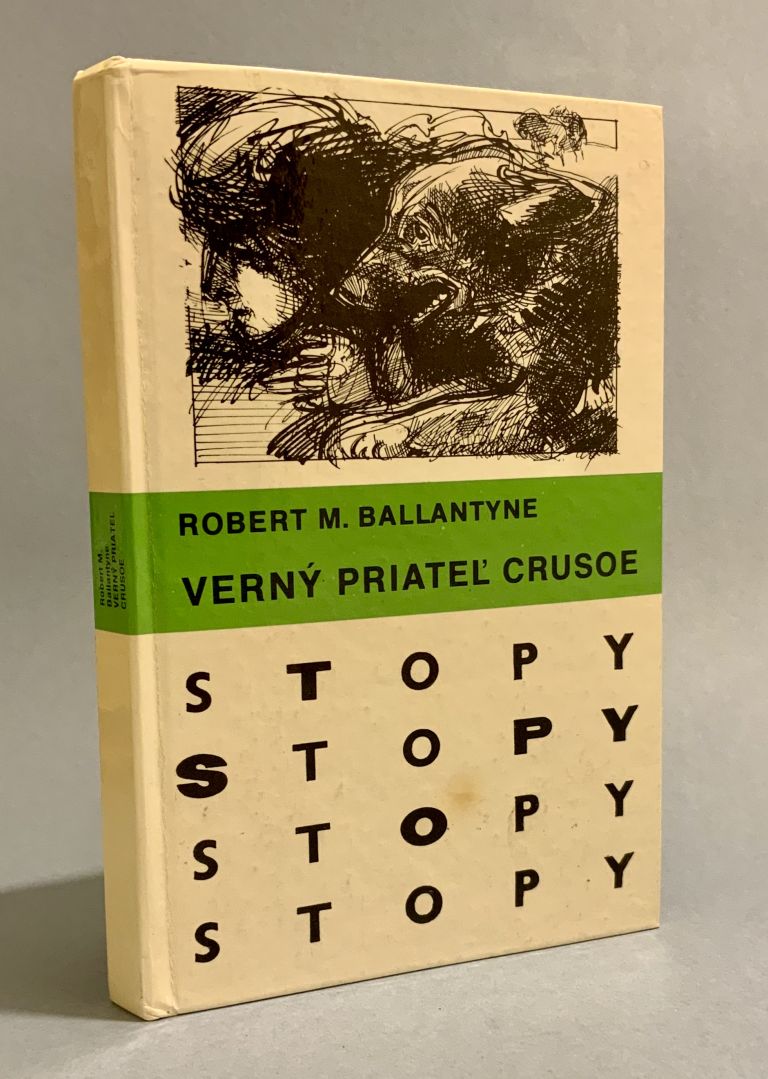 ROBERT M. BALLANTYNE
VERNÝ PRIATEĽ CRUSOE
S T O P Y
S T O P Y
S T O P Y
S T O P Y
Robert M.
Ballantyne
VERNÝ PRIATEĽ
CRUSOE